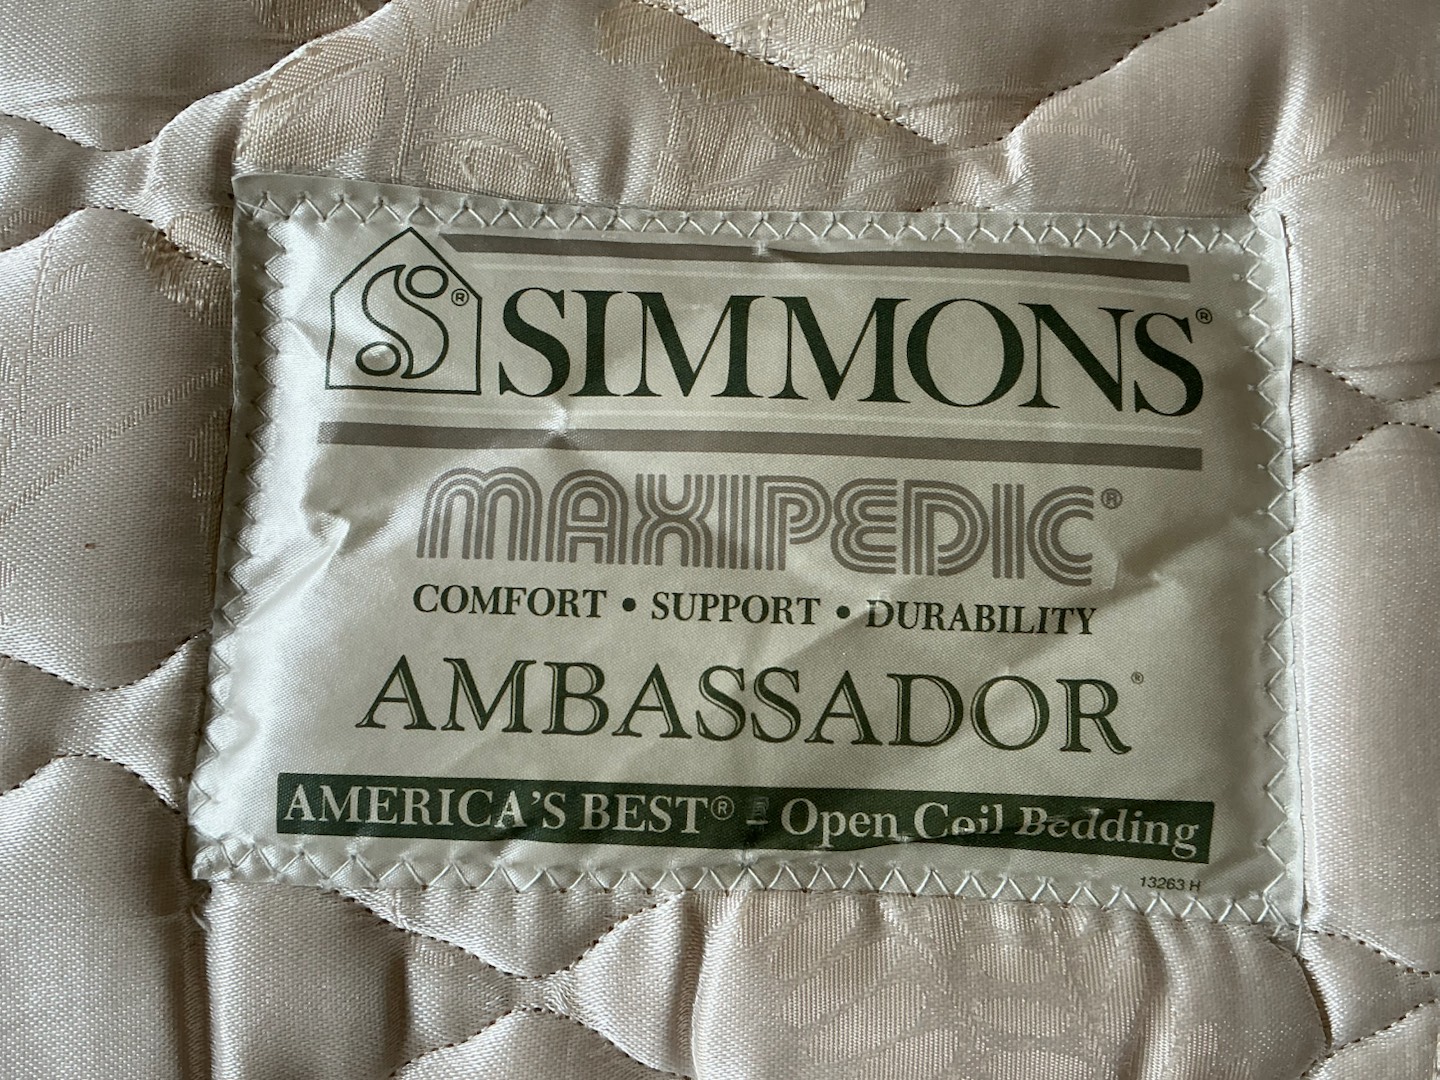 ® SIMMONS®
MAXIPEDIC®
COMFORT • SUPPORT • DURABILITY
AMBASSADOR®
AMERICA'S BEST® Open Coil Bedding
13263 H